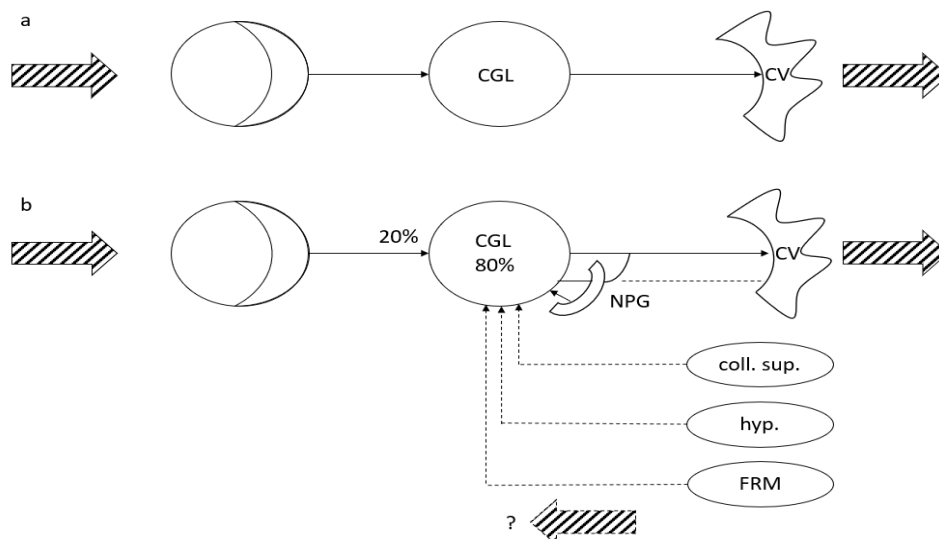 a
CGL
CV
b
20%
CGL
80%
CV
NPG
coll. sup.
hyp.
FRM
?